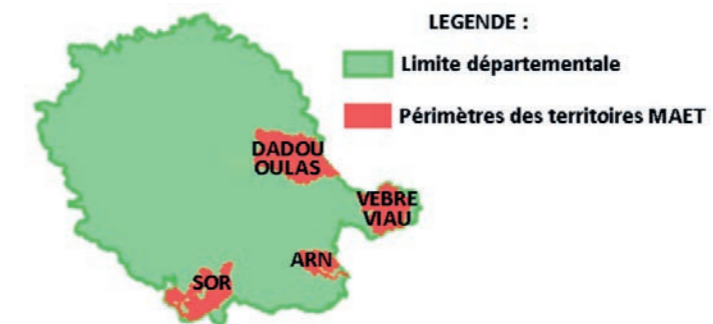 LEGENDE :
Limite départementale
Périmètres des territoires MAET
DADOU
OULAS
VEBRE
VIAU
ARN
SOR